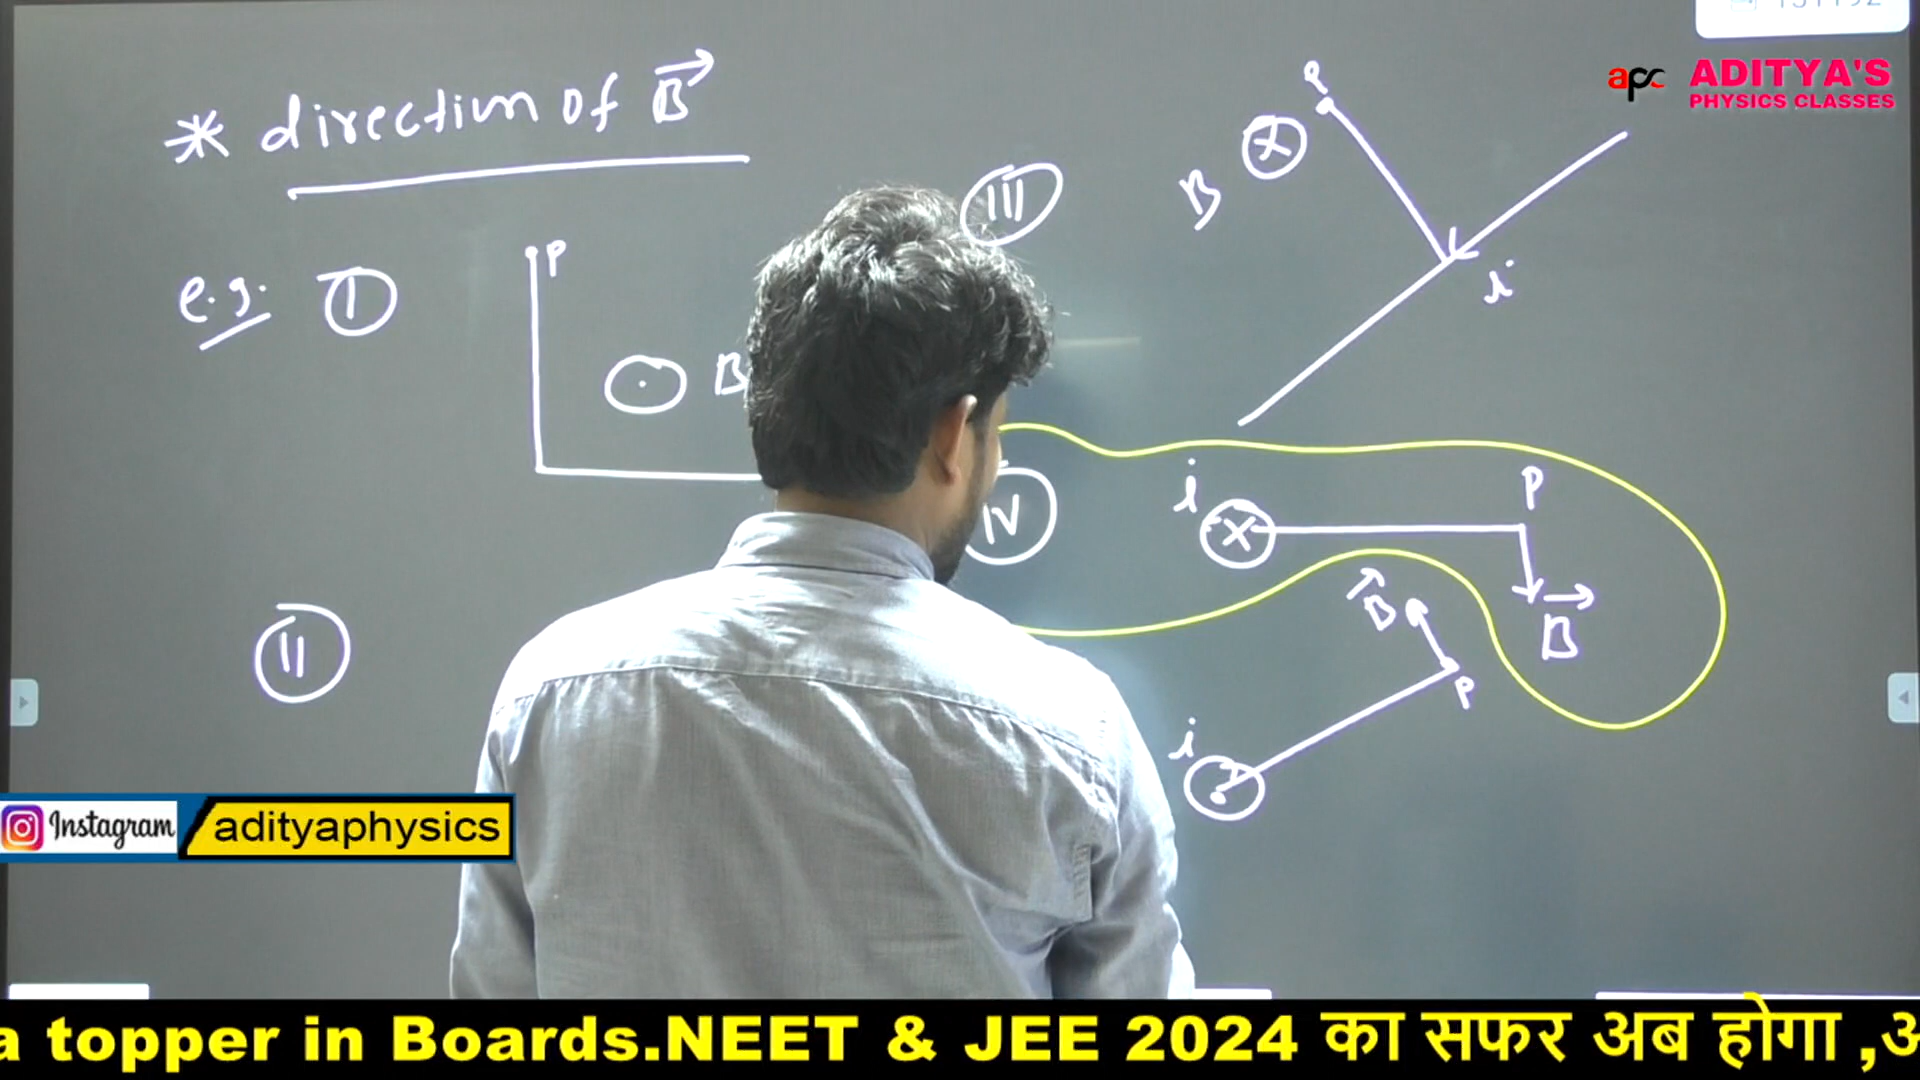 * direction of B
e.g. I
P
B
II
III
P
X
B
i
IV
i
X
P
B
B
P
i
ADITYA'S
PHYSICS CLASSES
apc
Instagram adityaphysics
a topper in Boards.NEET & JEE 2024 का सफर अब होगा ,